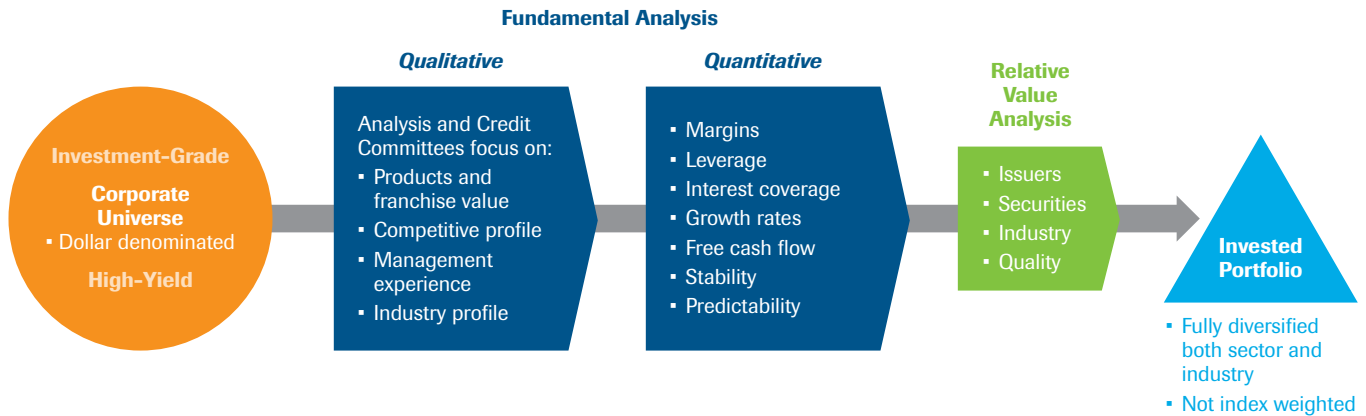 Fundamental Analysis
Investment-Grade
Corporate
Universe
▪ Dollar denominated
High-Yield
Qualitative
Analysis and Credit
Committees focus on:
▪ Products and
franchise value
▪ Competitive profile
▪ Management
experience
▪ Industry profile
Quantitative
▪ Margins
▪ Leverage
▪ Interest coverage
▪ Growth rates
▪ Free cash flow
▪ Stability
▪ Predictability
Relative
Value
Analysis
▪ Issuers
▪ Securities
▪ Industry
▪ Quality
Invested
Portfolio
▪ Fully diversified
both sector and
industry
▪ Not index weighted